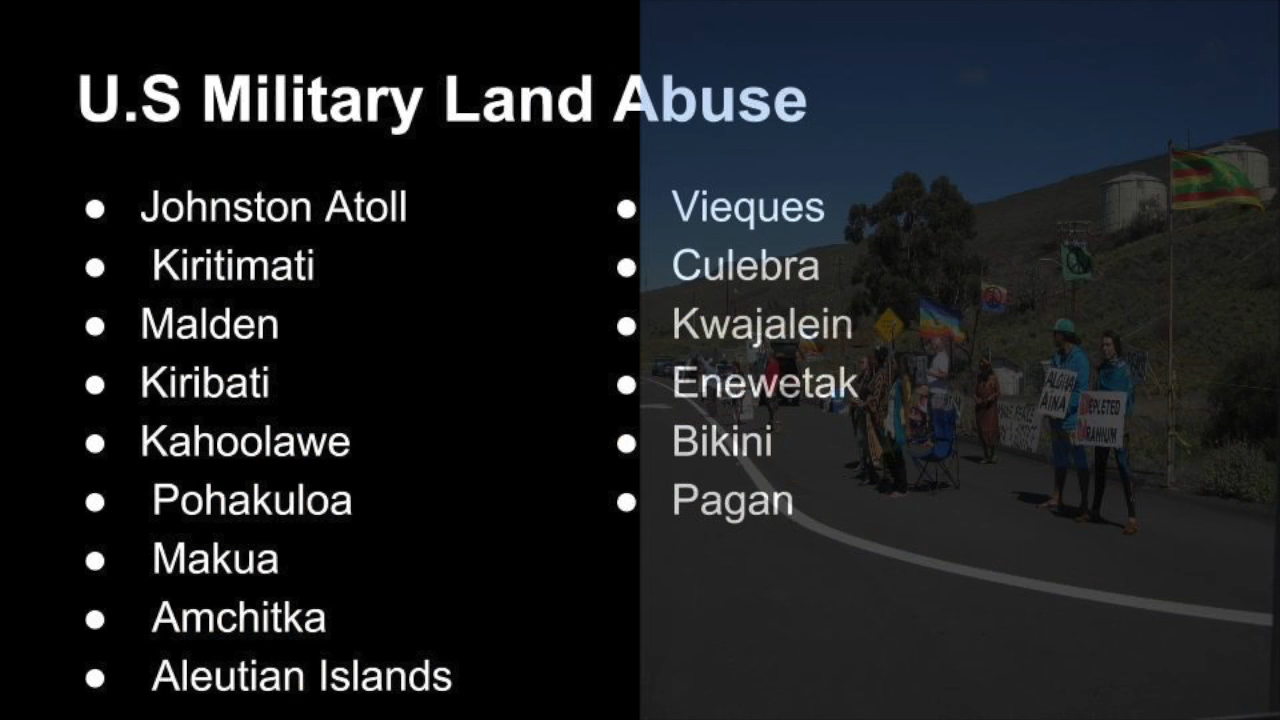 U.S Military Land Abuse
● Johnston Atoll
● Kiritimati
● Malden
● Kiribati
● Kahoolawe
● Pohakuloa
● Makua
● Amchitka
● Aleutian Islands
● Vieques
● Culebra
● Kwajalein
● Enewetak
● Bikini
● Pagan
ALOHA
AINA
DEPLETED
URANIUM